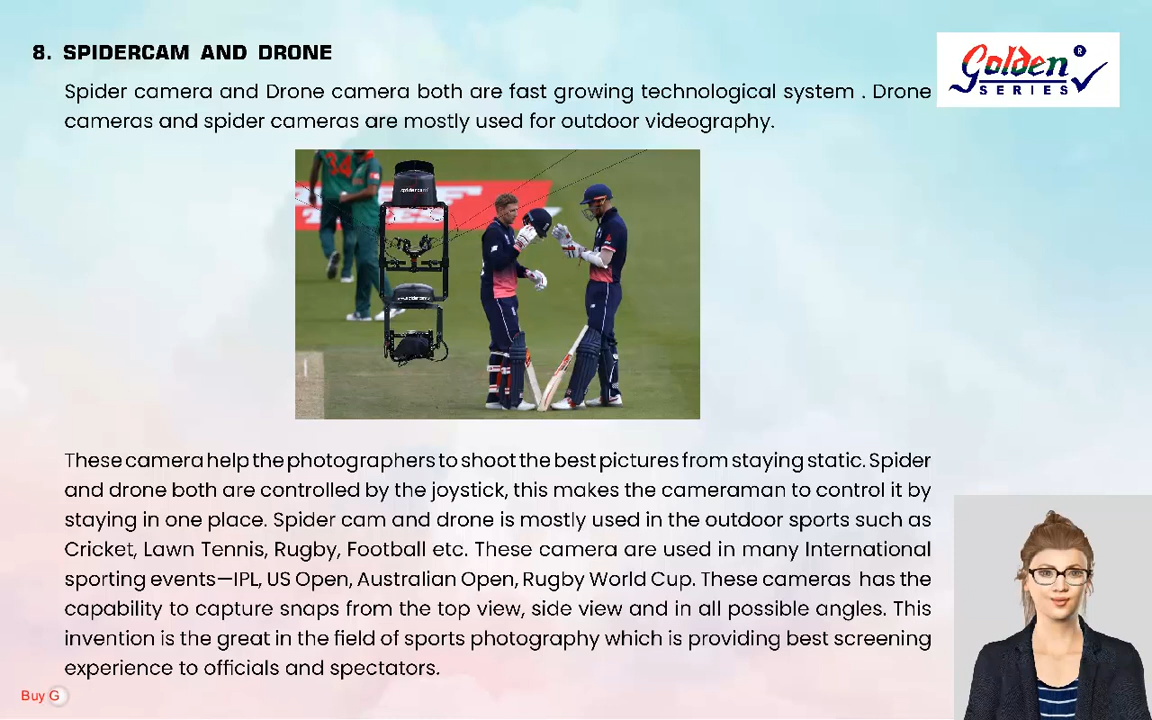 8. SPIDERCAM AND DRONE
Golden ®
SERIES
Spider camera and Drone camera both are fast growing technological system . Drone
cameras and spider cameras are mostly used for outdoor videography.
34
spidercam
These camera help the photographers to shoot the best pictures from staying static. Spider
and drone both are controlled by the joystick, this makes the cameraman to control it by
staying in one place. Spider cam and drone is mostly used in the outdoor sports such as
Cricket, Lawn Tennis, Rugby, Football etc. These camera are used in many International
sporting events—IPL, US Open, Australian Open, Rugby World Cup. These cameras has the
capability to capture snaps from the top view, side view and in all possible angles. This
invention is the great in the field of sports photography which is providing best screening
experience to officials and spectators.
Buy G